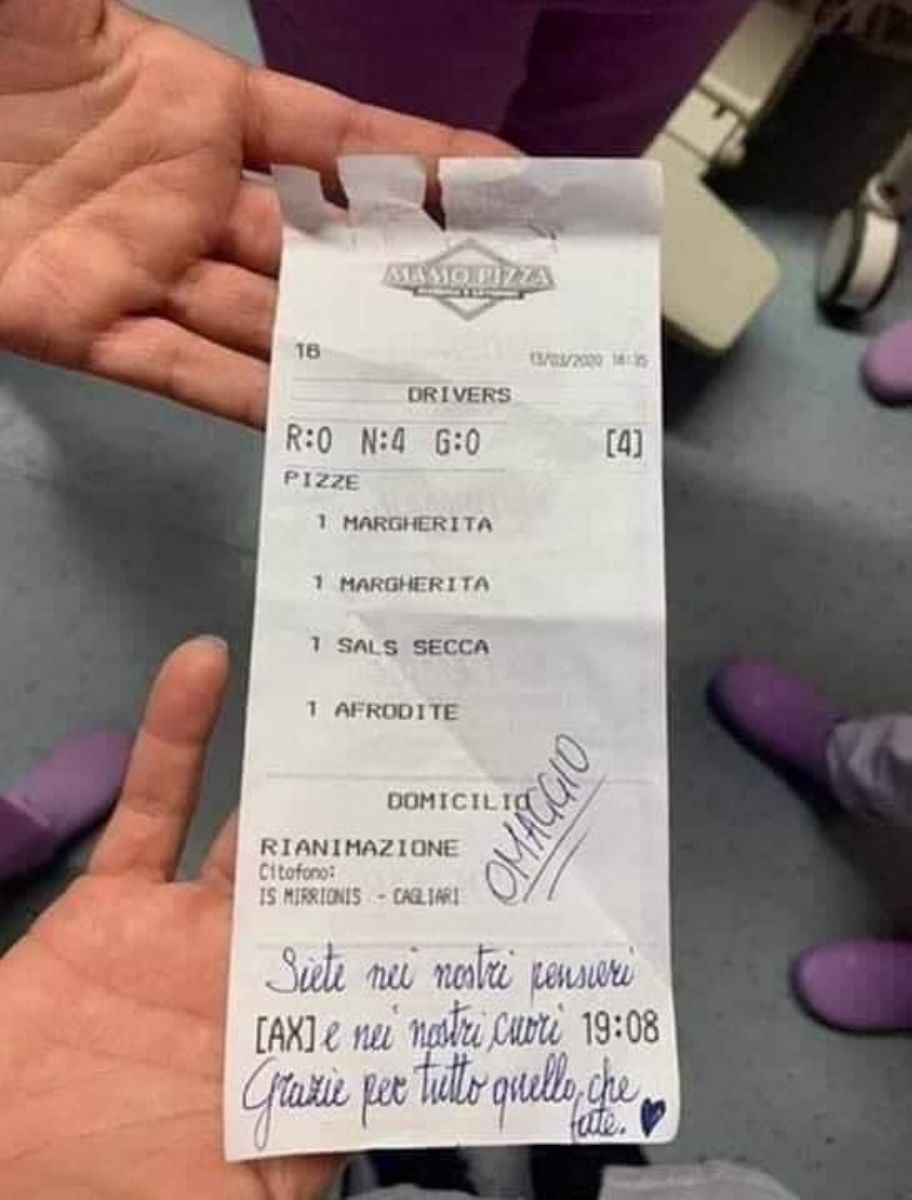 MAMO PIZZA
16 13/03/2020 18:35
DRIVERS
R:0 N:4 G:0 [4]
PIZZE
1 MARGHERITA
1 MARGHERITA
1 SALS SECCA
1 AFRODITE
DOMICILIO
OMAGGIO
RIANIMAZIONE
Citofono:
IS MIRRIONIS - CAGLIARI
Siete nei nostri pensieri
[AX] e nei nostri cuori 19:08
Grazie per tutto quello che
fate.